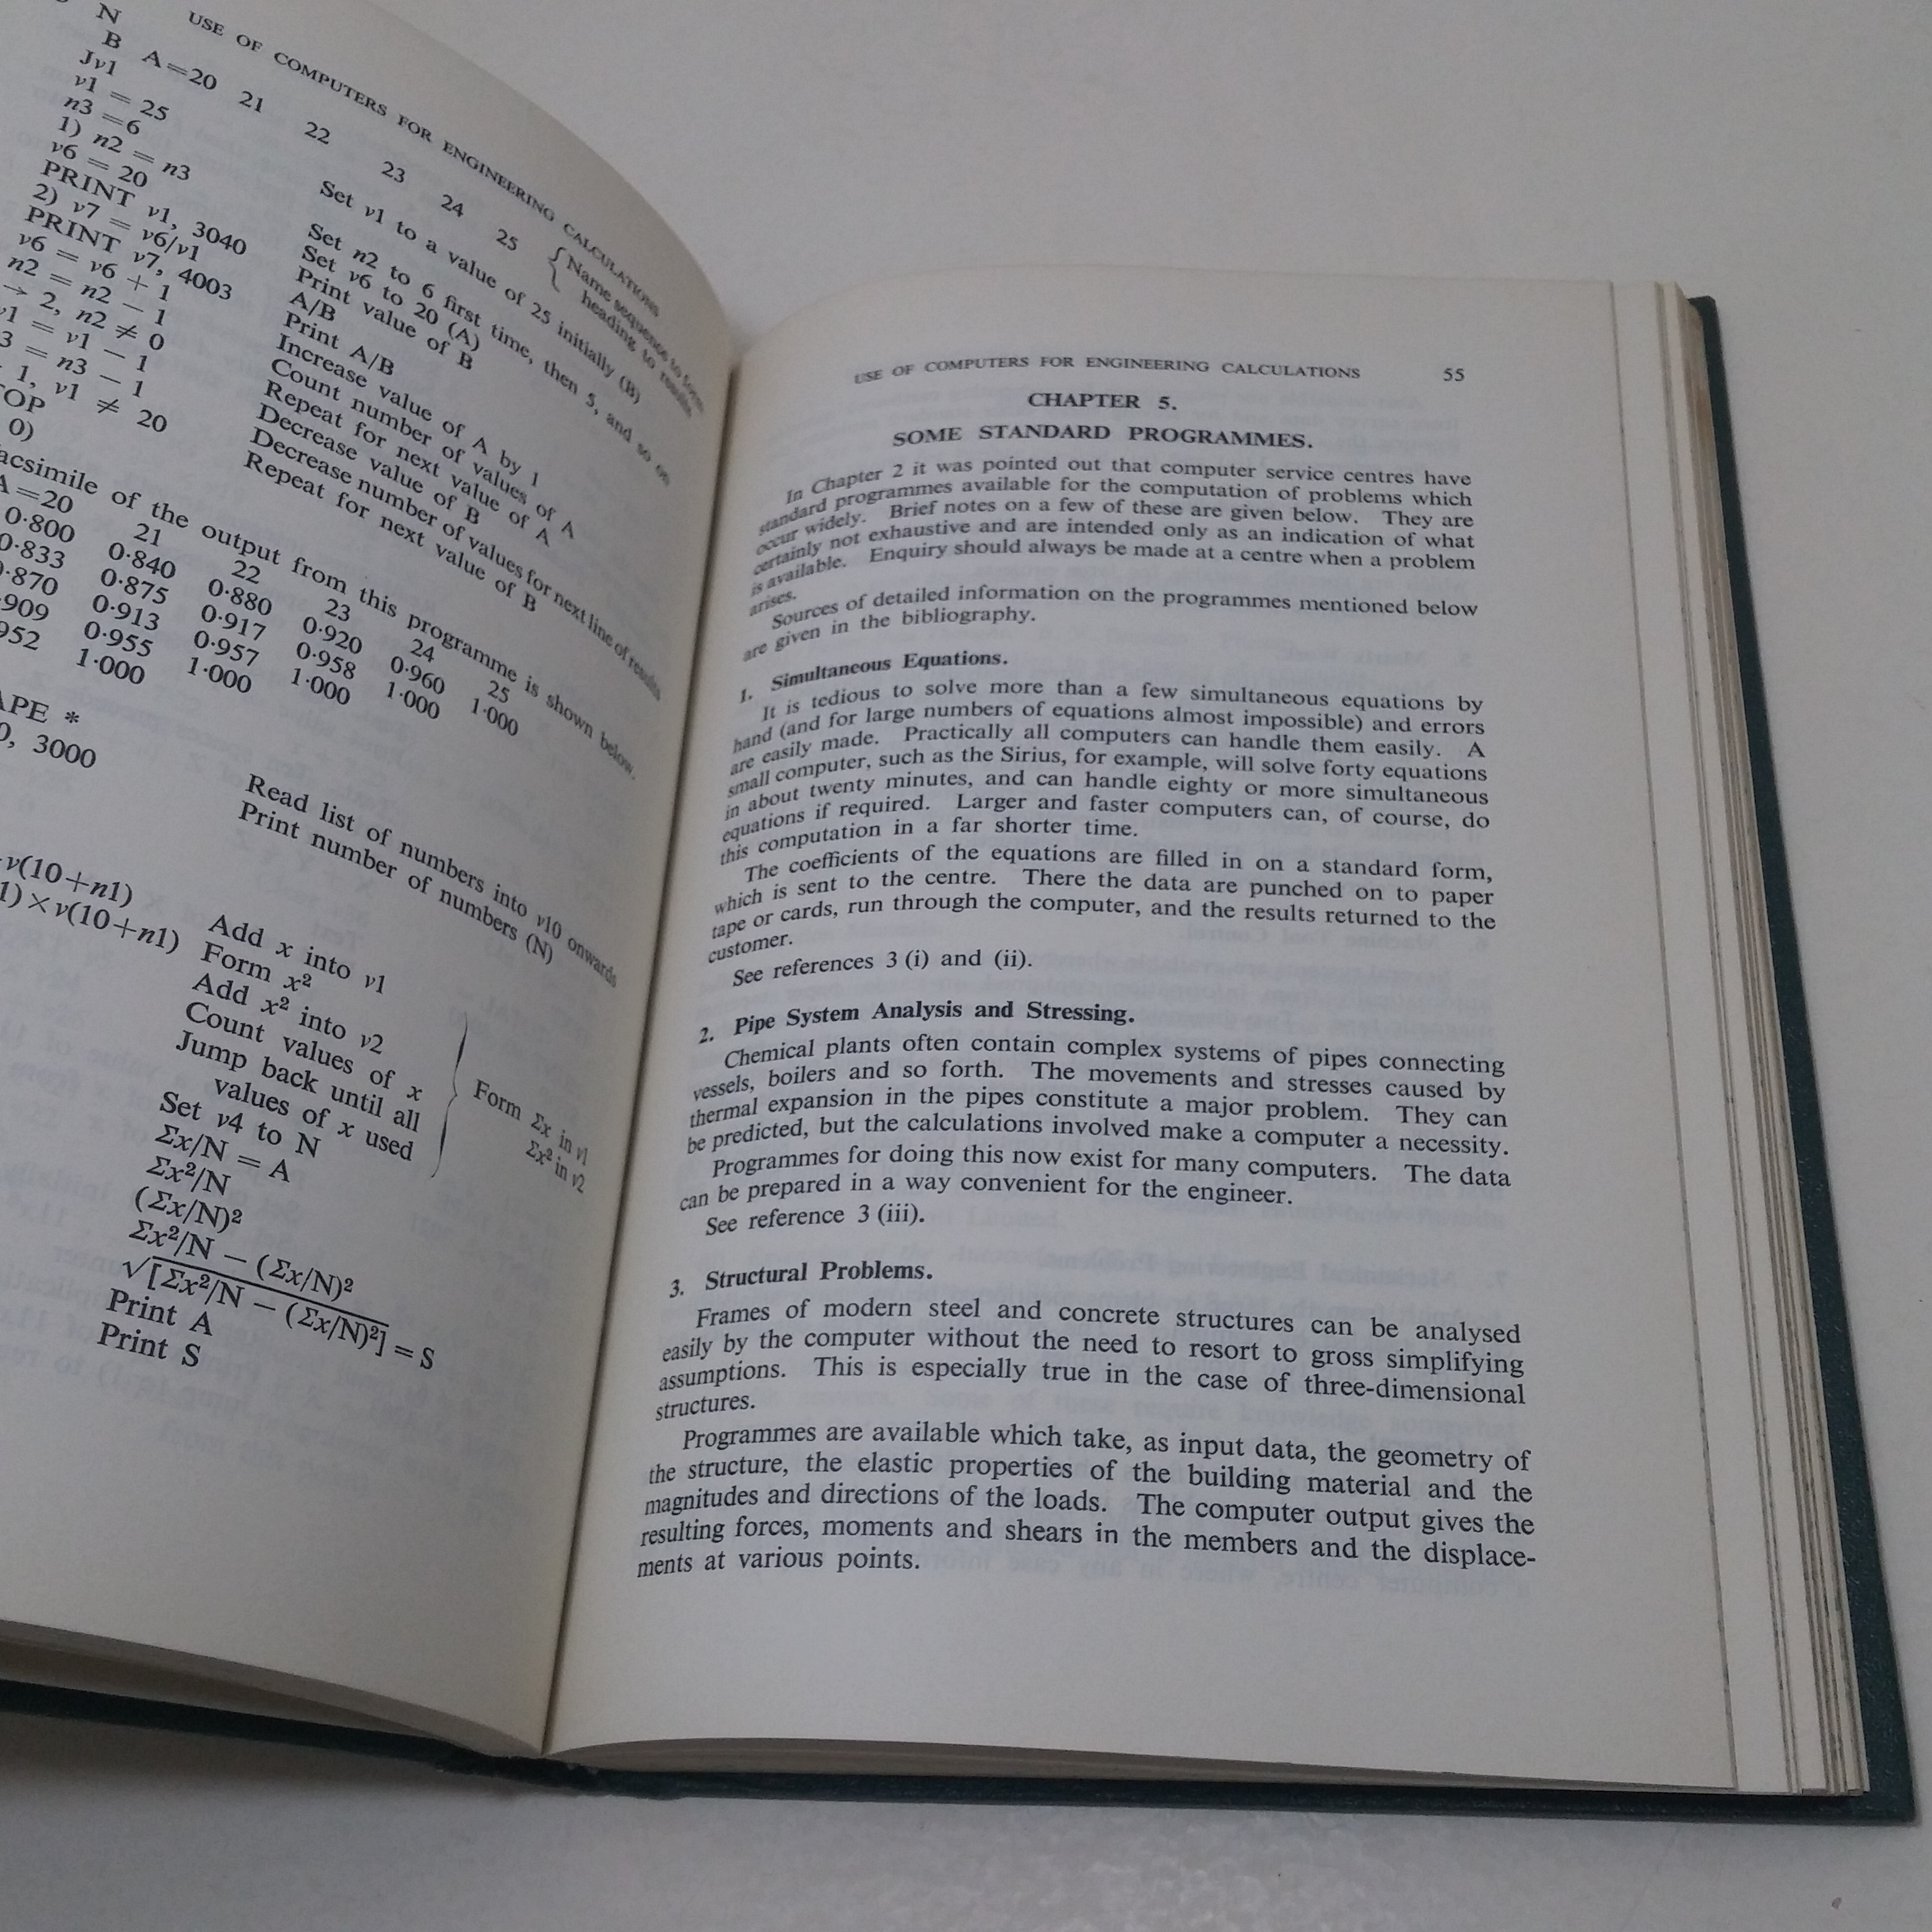 N
USE OF COMPUTERS FOR ENGINEERING CALCULATIONS
B A=20 21 22 23 24 25 { Name sequence to form
heading to results
Jv1
v1 = 25 Set v1 to a value of 25 initially (B)
n3 =6
1) n2 = n3 Set n2 to 6 first time, then 5, and so on
v6 = 20 Set v6 to 20 (A)
PRINT v1, 3040 Print value of B
2) v7 = v6/v1 A/B
PRINT v7, 4003 Print A/B
v6 = v6 + 1 Increase value of A by 1
n2 = n2 − 1 Count number of values of A
→ 2, n2 ≠ 0 Repeat for next value of A
v1 = v1 − 1 Decrease value of B
3 = n3 − 1 Decrease number of values for next line of results
1, v1 ≠ 20 Repeat for next value of B
TOP
0)
facsimile of the output from this programme is shown below.
A=20 21 22 23 24 25
0·800 0·840 0·880 0·920 0·960 1·000
0·833 0·875 0·917 0·958 1·000
0·870 0·913 0·957 1·000
·909 0·955 1·000
952 1·000
APE *
0, 3000
Read list of numbers into v10 onwards
Print number of numbers (N)
v(10+n1) Add x into v1
1)×v(10+n1) Form x²
Add x² into v2
Count values of x
Jump back until all
values of x used
Form Σx in v1
Σx² in v2
Set v4 to N
Σx/N = A
Σx²/N
(Σx/N)²
Σx²/N − (Σx/N)²
√[Σx²/N − (Σx/N)²] = S
Print A
Print S
USE OF COMPUTERS FOR ENGINEERING CALCULATIONS 55
CHAPTER 5.
SOME STANDARD PROGRAMMES.
In Chapter 2 it was pointed out that computer service centres have
standard programmes available for the computation of problems which
occur widely. Brief notes on a few of these are given below. They are
certainly not exhaustive and are intended only as an indication of what
is available. Enquiry should always be made at a centre when a problem
arises.
Sources of detailed information on the programmes mentioned below
are given in the bibliography.
1. Simultaneous Equations.
It is tedious to solve more than a few simultaneous equations by
hand (and for large numbers of equations almost impossible) and errors
are easily made. Practically all computers can handle them easily. A
small computer, such as the Sirius, for example, will solve forty equations
in about twenty minutes, and can handle eighty or more simultaneous
equations if required. Larger and faster computers can, of course, do
this computation in a far shorter time.
The coefficients of the equations are filled in on a standard form,
which is sent to the centre. There the data are punched on to paper
tape or cards, run through the computer, and the results returned to the
customer.
See references 3 (i) and (ii).
2. Pipe System Analysis and Stressing.
Chemical plants often contain complex systems of pipes connecting
vessels, boilers and so forth. The movements and stresses caused by
thermal expansion in the pipes constitute a major problem. They can
be predicted, but the calculations involved make a computer a necessity.
Programmes for doing this now exist for many computers. The data
can be prepared in a way convenient for the engineer.
See reference 3 (iii).
3. Structural Problems.
Frames of modern steel and concrete structures can be analysed
easily by the computer without the need to resort to gross simplifying
assumptions. This is especially true in the case of three-dimensional
structures.
Programmes are available which take, as input data, the geometry of
the structure, the elastic properties of the building material and the
magnitudes and directions of the loads. The computer output gives the
resulting forces, moments and shears in the members and the displace-
ments at various points.